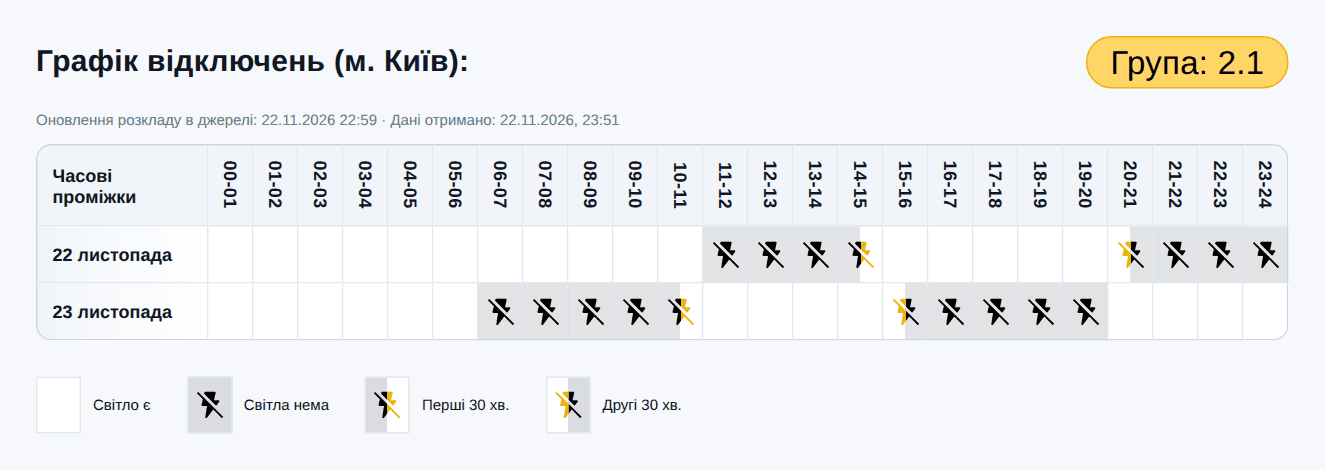 Графік відключень (м. Київ):
Група: 2.1
Оновлення розкладу в джерелі: 22.11.2026 22:59 · Дані отримано: 22.11.2026, 23:51
Часові
проміжки
00-01
01-02
02-03
03-04
04-05
05-06
06-07
07-08
08-09
09-10
10-11
11-12
12-13
13-14
14-15
15-16
16-17
17-18
18-19
19-20
20-21
21-22
22-23
23-24
22 листопада
23 листопада
Світло є
Світла нема
Перші 30 хв.
Другі 30 хв.